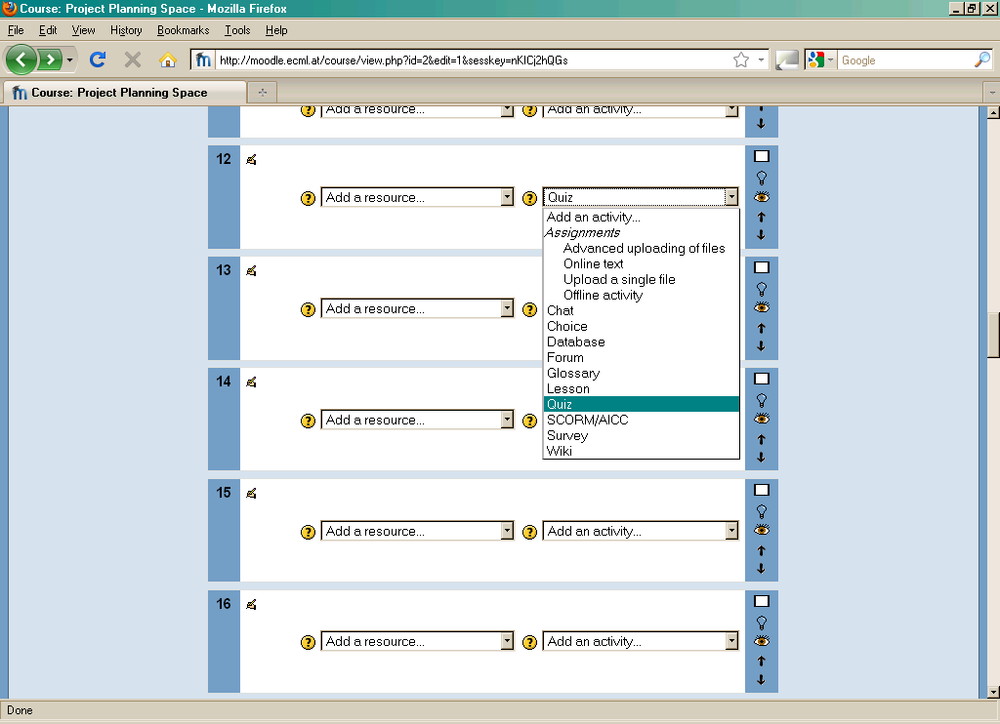 Course: Project Planning Space - Mozilla Firefox
File Edit View History Bookmarks Tools Help
http://moodle.ecml.at/course/view.php?id=2&edit=1&sesskey=nKlCj2hQGs
Google
Course: Project Planning Space
? Add a resource... ? Add an activity...
12
? Add a resource... ? Quiz
Add an activity...
Assignments
Advanced uploading of files
Online text
Upload a single file
Offline activity
Chat
Choice
Database
Forum
Glossary
Lesson
Quiz
SCORM/AICC
Survey
Wiki
13
? Add a resource... ?
14
? Add a resource... ?
15
? Add a resource... ? Add an activity...
16
? Add a resource... ? Add an activity...
Done